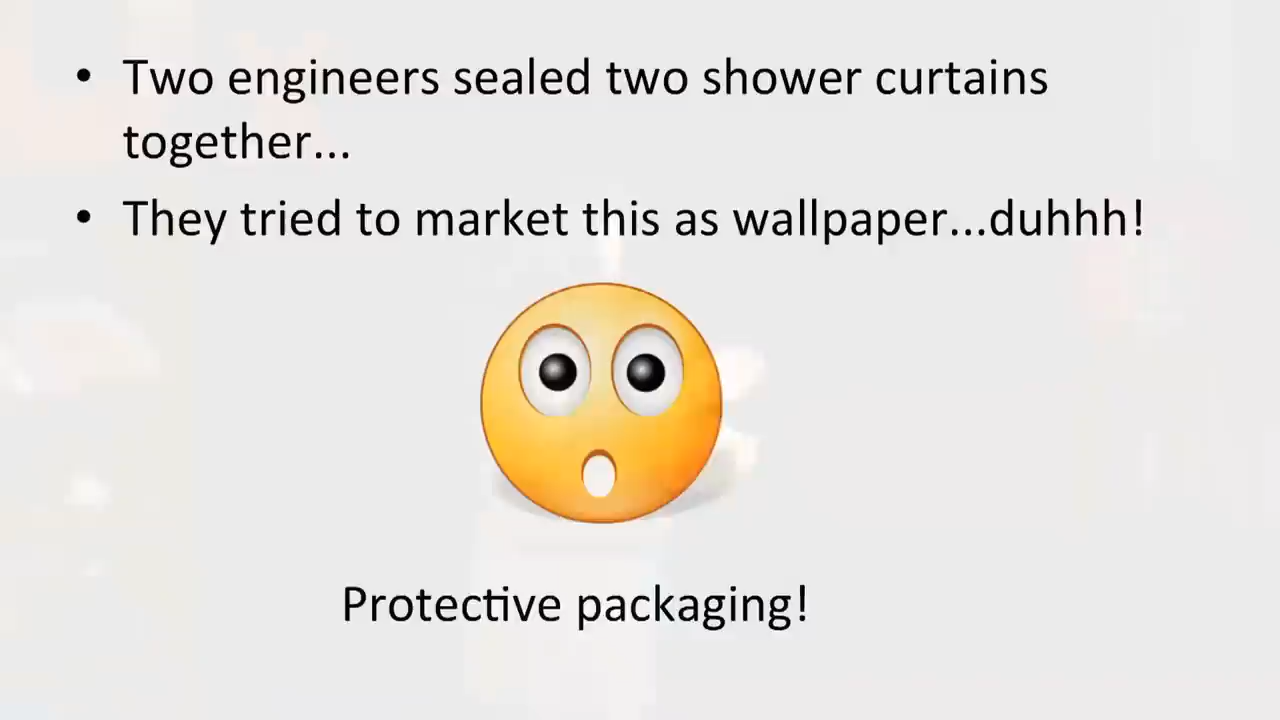 • Two engineers sealed two shower curtains
together...
• They tried to market this as wallpaper...duhhh!
Protective packaging!